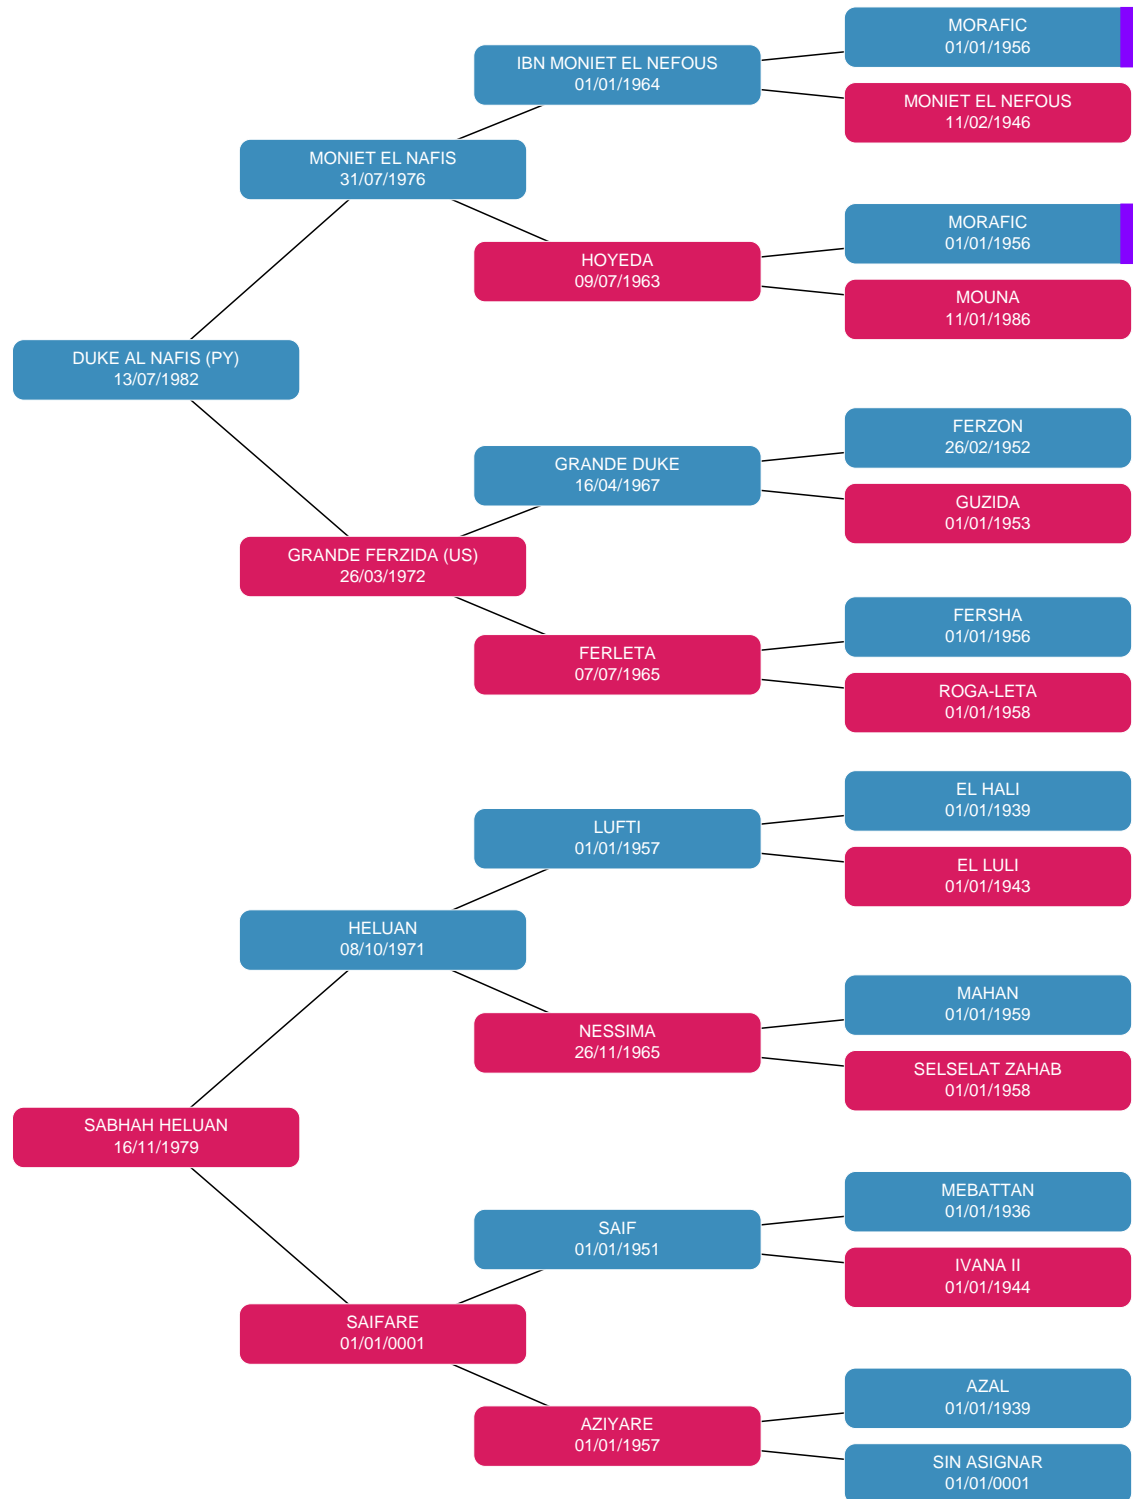 MORAFIC
01/01/1956
IBN MONIET EL NEFOUS
01/01/1964
MONIET EL NEFOUS
11/02/1946
MONIET EL NAFIS
31/07/1976
MORAFIC
01/01/1956
HOYEDA
09/07/1963
MOUNA
11/01/1986
DUKE AL NAFIS (PY)
13/07/1982
FERZON
26/02/1952
GRANDE DUKE
16/04/1967
GUZIDA
01/01/1953
GRANDE FERZIDA (US)
26/03/1972
FERSHA
01/01/1956
FERLETA
07/07/1965
ROGA-LETA
01/01/1958
EL HALI
01/01/1939
LUFTI
01/01/1957
EL LULI
01/01/1943
HELUAN
08/10/1971
MAHAN
01/01/1959
NESSIMA
26/11/1965
SELSELAT ZAHAB
01/01/1958
SABHAH HELUAN
16/11/1979
MEBATTAN
01/01/1936
SAIF
01/01/1951
IVANA II
01/01/1944
SAIFARE
01/01/0001
AZAL
01/01/1939
AZIYARE
01/01/1957
SIN ASIGNAR
01/01/0001